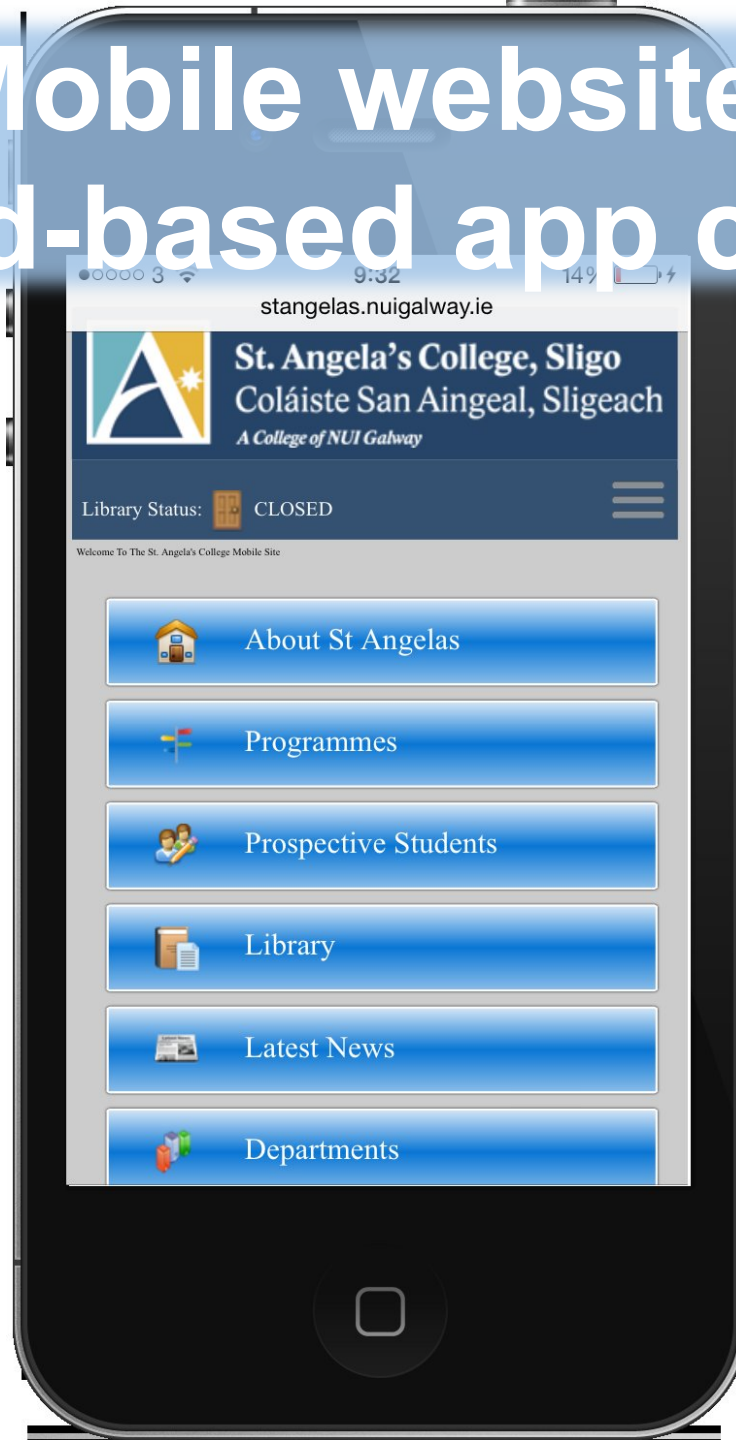 Mobile website
d-based app o
3 9:32 14%
stangelas.nuigalway.ie
St. Angela's College, Sligo
Coláiste San Aingeal, Sligeach
A College of NUI Galway
Library Status: CLOSED
Welcome To The St. Angela's College Mobile Site
About St Angelas
Programmes
Prospective Students
Library
Latest News
Departments